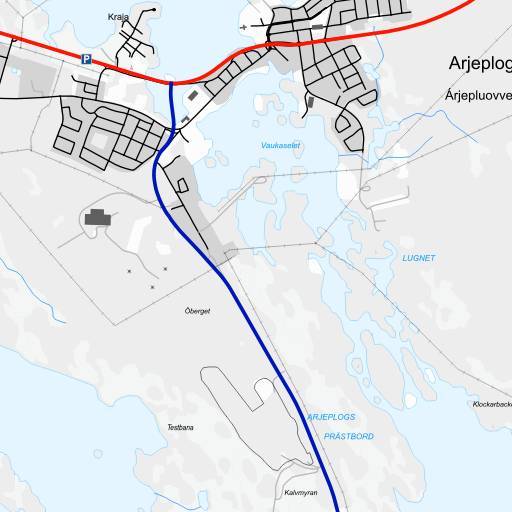 Kraja
P
Arjeplog
Árjepluovve
Vaukaselet
LUGNET
Öberget
Klockarbacke
ARJEPLOGS
PRÄSTBORD
Testbana
Kalvmyran